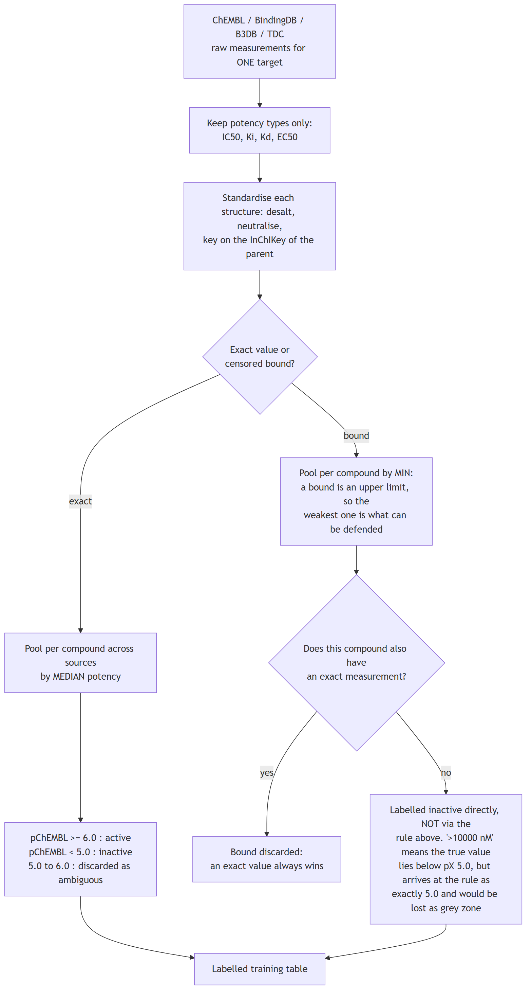 ChEMBL / BindingDB /
B3DB / TDC
raw measurements for
ONE target
Keep potency types only:
IC50, Ki, Kd, EC50
Standardise each
structure: desalt,
neutralise,
key on the InChIKey of the
parent
Exact value or
censored bound?
bound
exact
Pool per compound by MIN:
a bound is an upper limit,
so the
weakest one is what can
be defended
Pool per compound across
sources
by MEDIAN potency
Does this compound also
have
an exact measurement?
yes
no
pChEMBL >= 6.0 : active
pChEMBL < 5.0 : inactive
5.0 to 6.0 : discarded as
ambiguous
Bound discarded:
an exact value always wins
Labelled inactive directly,
NOT via the
rule above. '>10000 nM'
means the true value
lies below pX 5.0, but
arrives at the rule as
exactly 5.0 and would be
lost as grey zone
Labelled training table